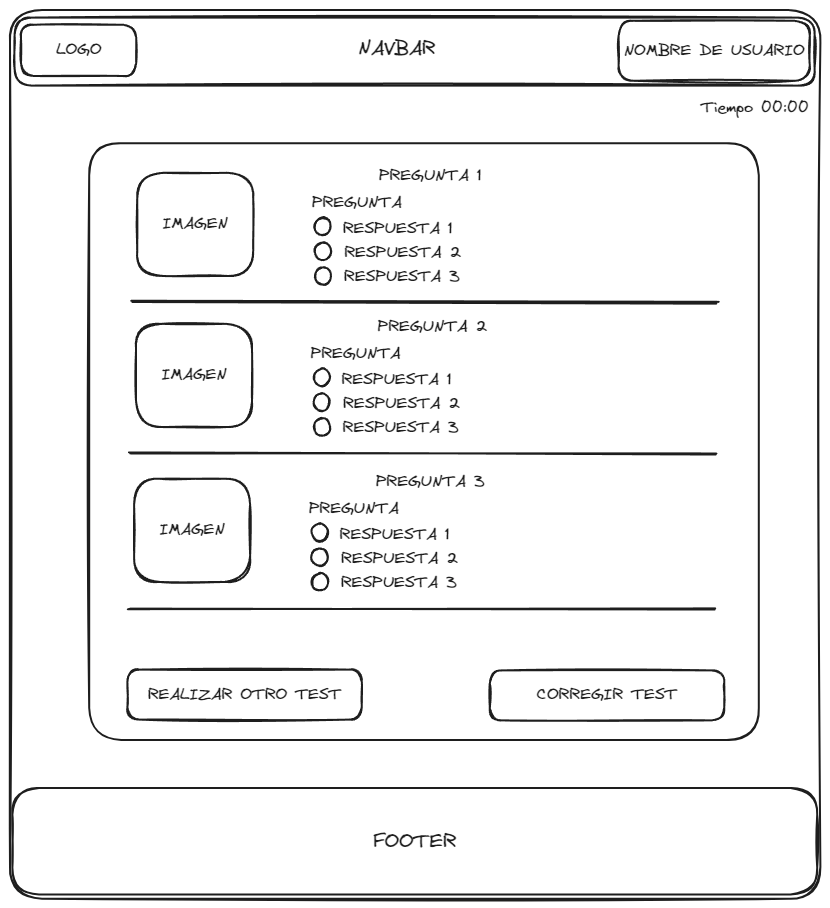 LOGO
NAVBAR
NOMBRE DE USUARIO
Tiempo 00:00
PREGUNTA 1
IMAGEN
PREGUNTA
RESPUESTA 1
RESPUESTA 2
RESPUESTA 3
PREGUNTA 2
IMAGEN
PREGUNTA
RESPUESTA 1
RESPUESTA 2
RESPUESTA 3
PREGUNTA 3
IMAGEN
PREGUNTA
RESPUESTA 1
RESPUESTA 2
RESPUESTA 3
REALIZAR OTRO TEST
CORREGIR TEST
FOOTER